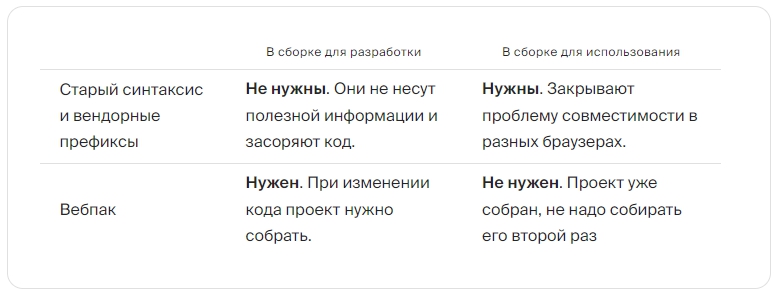 В сборке для разработки
В сборке для использования
Старый синтаксис
и вендорные
префиксы
Не нужны. Они не несут
полезной информации и
засоряют код.
Нужны. Закрывают
проблему совместимости в
разных браузерах.
Вебпак
Нужен. При изменении
кода проект нужно
собрать.
Не нужен. Проект уже
собран, не надо собирать
его второй раз